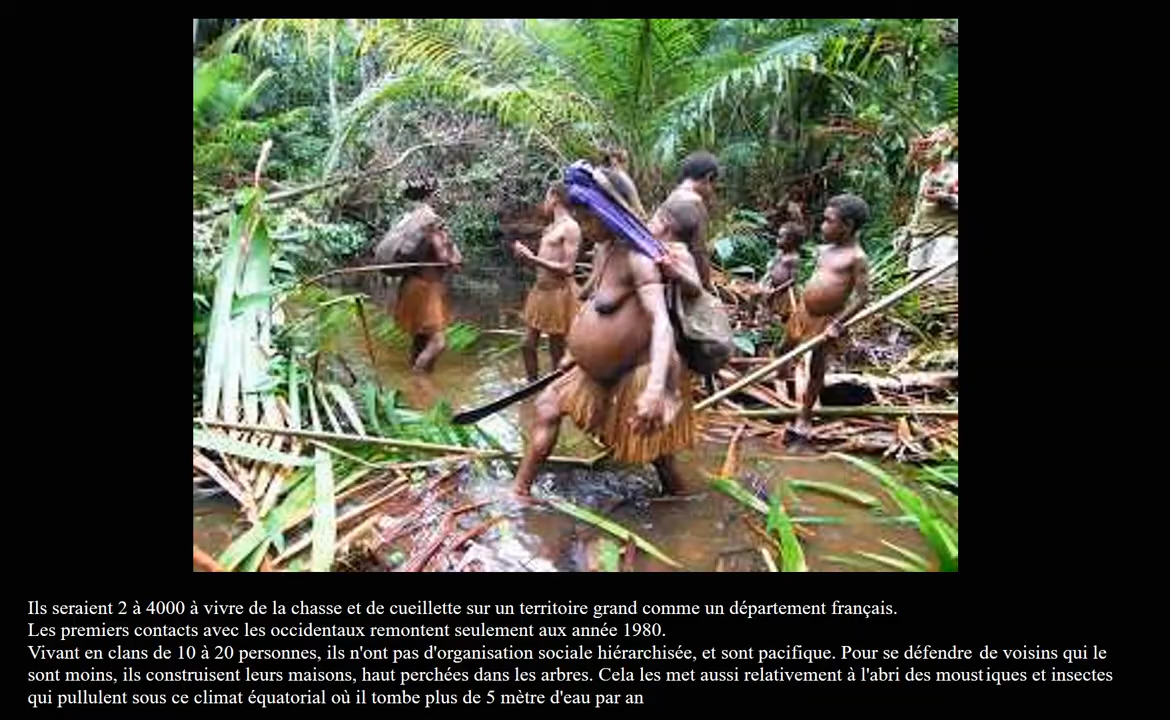 Ils seraient 2 à 4000 à vivre de la chasse et de cueillette sur un territoire grand comme un département français.
Les premiers contacts avec les occidentaux remontent seulement aux année 1980.
Vivant en clans de 10 à 20 personnes, ils n'ont pas d'organisation sociale hiérarchisée, et sont pacifique. Pour se défendre de voisins qui le
sont moins, ils construisent leurs maisons, haut perchées dans les arbres. Cela les met aussi relativement à l'abri des moustiques et insectes
qui pullulent sous ce climat équatorial où il tombe plus de 5 mètre d'eau par an